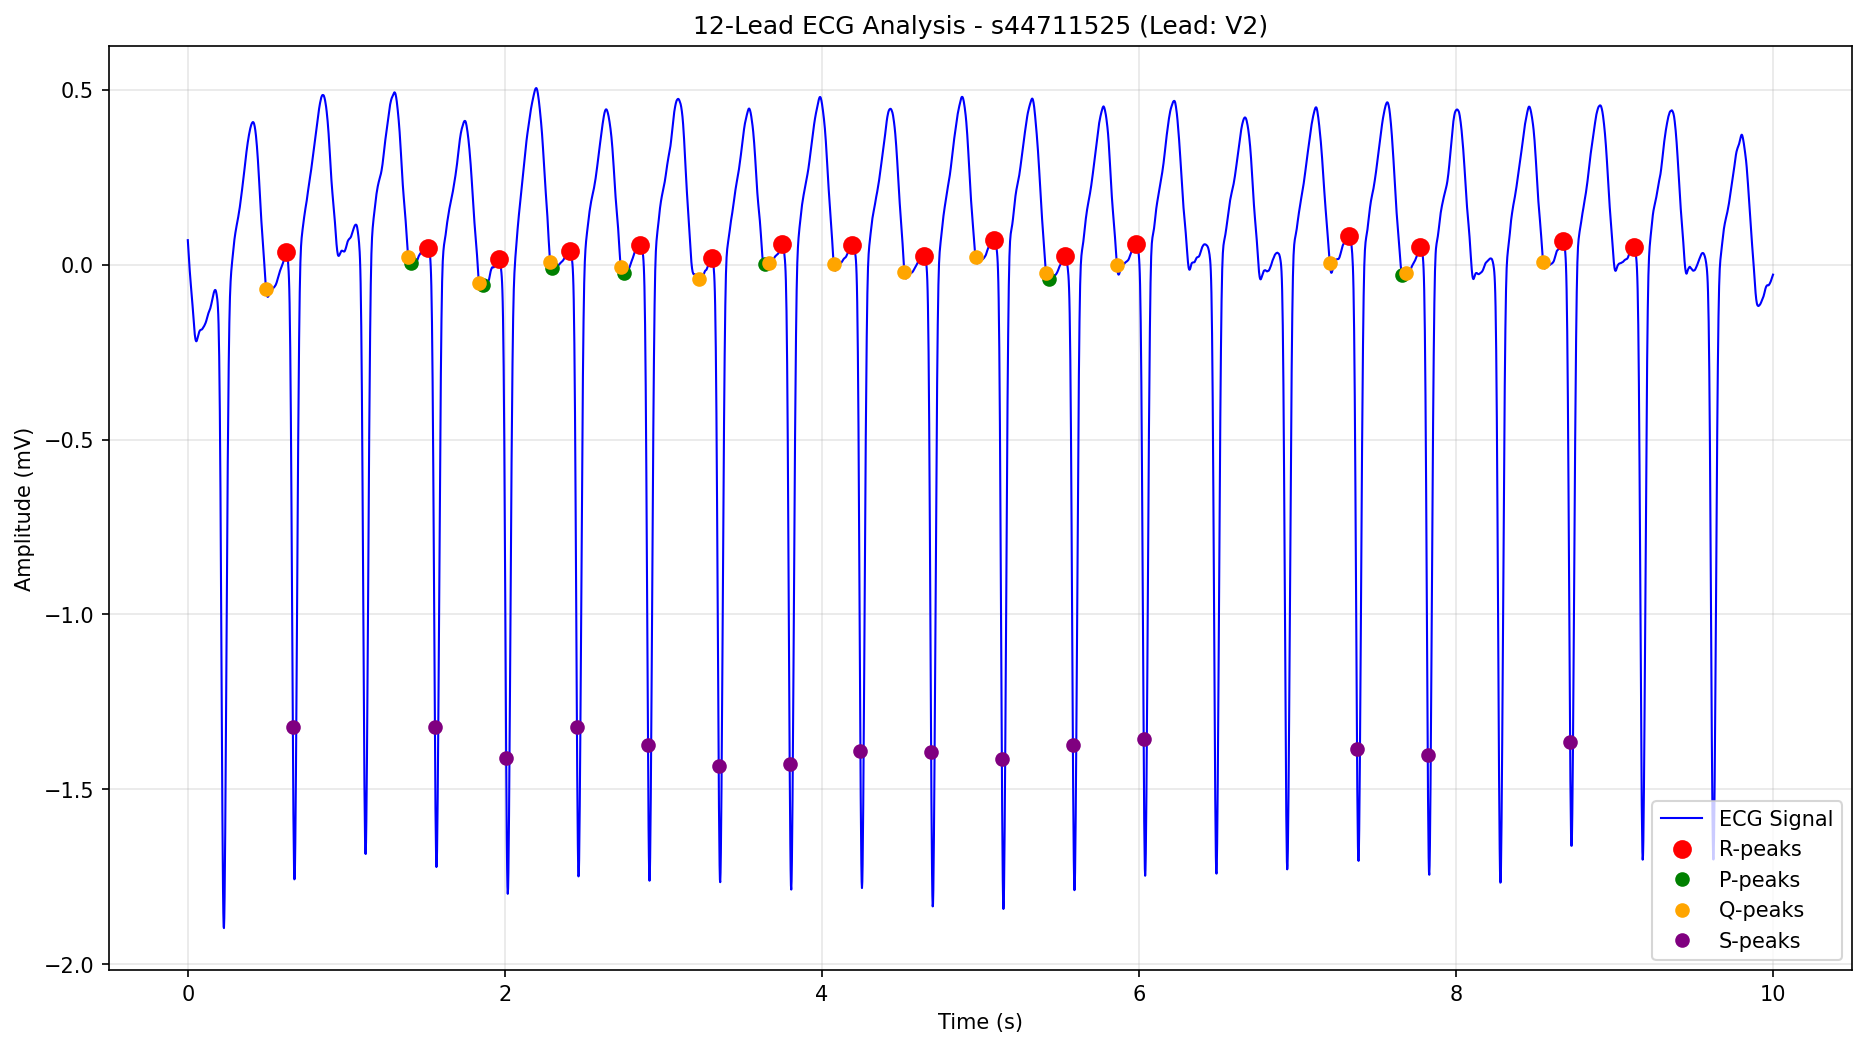 12-Lead ECG Analysis - s44711525 (Lead: V2)
Amplitude (mV)
0.5
0.0
−0.5
−1.0
−1.5
−2.0
ECG Signal
R-peaks
P-peaks
Q-peaks
S-peaks
0 2 4 6 8 10
Time (s)